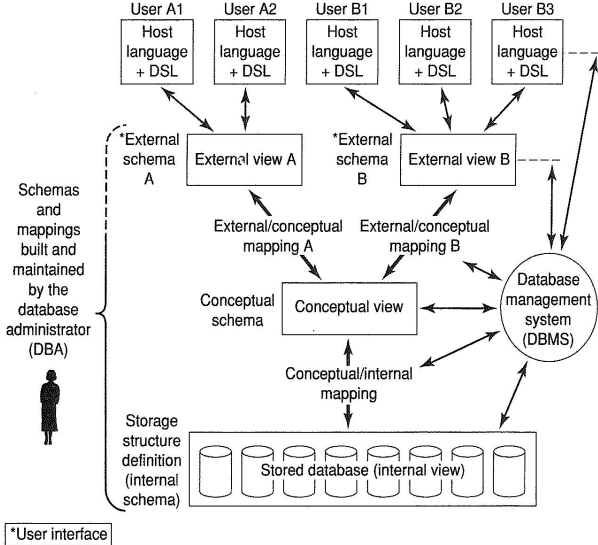 User A1
User A2
User B1
User B2
User B3
Host
language
+ DSL
Host
language
+ DSL
Host
language
+ DSL
Host
language
+ DSL
Host
language
+ DSL
*External
schema
A
External view A
*External
schema
B
External view B
Schemas
and
mappings
built and
maintained
by the
database
administrator
(DBA)
External/conceptual
mapping A
External/conceptual
mapping B
Conceptual
schema
Conceptual view
Database
management
system
(DBMS)
Conceptual/internal
mapping
Storage
structure
definition
(internal
schema)
Stored database (internal view)
*User interface